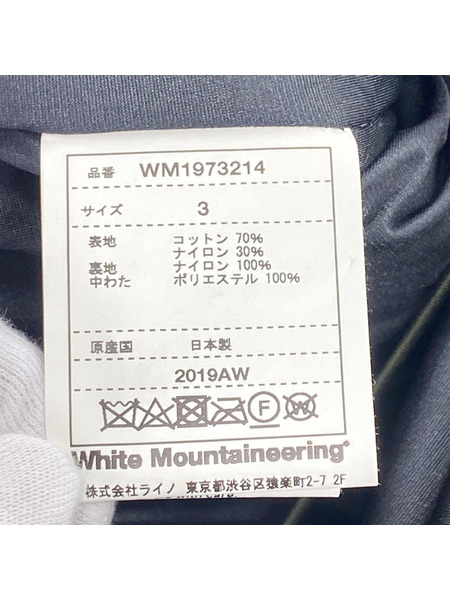 品番 WM1973214
サイズ 3
表地 コットン 70%
ナイロン 30%
裏地 ナイロン 100%
中わた ポリエステル 100%
原産国 日本製
2019AW
F W
White Mountaineering®
株式会社ライノ 東京都渋谷区猿楽町2-7 2F